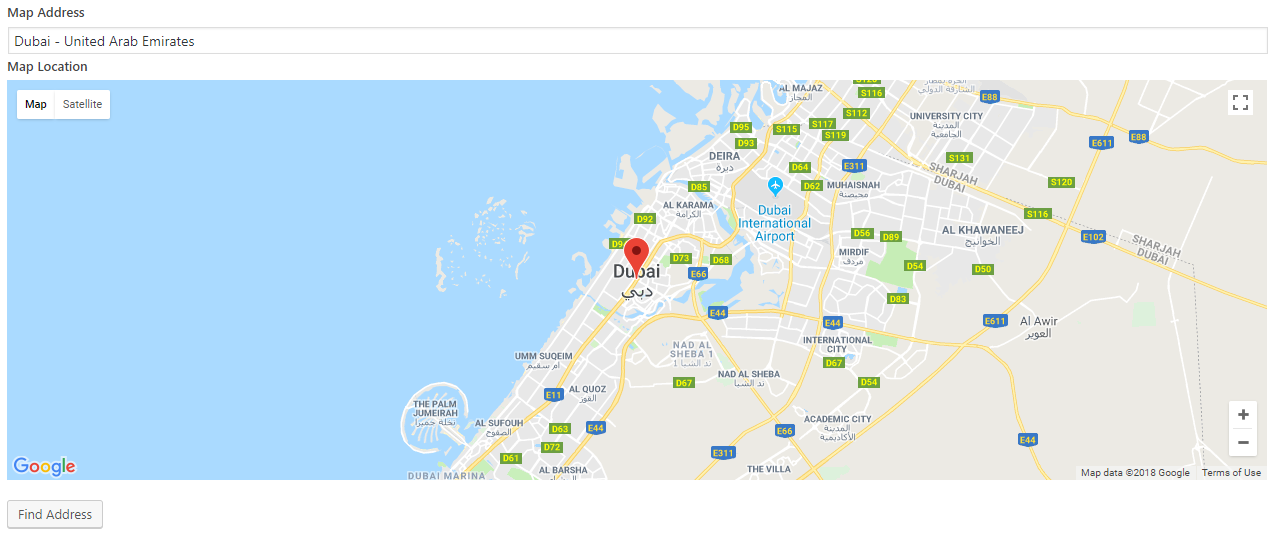 Map Address
Dubai - United Arab Emirates
Map Location
Map
Satellite
AL MAJAZ
المجاز
S116
E88
S112
UNIVERSITY CITY
المدينة
الجامعية
D95
S115
S117
S119
D93
E611
E88
DEIRA
ديرة
D64
E311
S131
SHARJAH
DUBAI
D85
D62
MUHAISNAH
محيصنة
S120
AL KARAMA
الكرامة
Dubai
International
Airport
D92
S116
D56
D89
AL KHAWANEEJ
الخوانيج
E102
SHARJAH
DUBAI
D73
D68
MIRDIF
مردف
D54
D50
Dubai
دبي
E66
D83
E44
E44
E611
Al Awir
العوير
NAD AL
SHEBA 1
ند الشبا 1
INTERNATIONAL
CITY
UMM SUQEIM
ام سقيم
D67
NAD AL SHEBA
ند الشبا
D67
D54
E11
AL QUOZ
القوز
THE PALM
JUMEIRAH
نخلة جميرا
AL SUFOUH
الصفوح
D63
E44
ACADEMIC CITY
المدينة
الأكاديمية
E66
E44
D72
E311
D61
AL BARSHA
البرشاء
THE VILLA
DUBAI MARINA
Google
Map data ©2018 Google
Terms of Use
Find Address